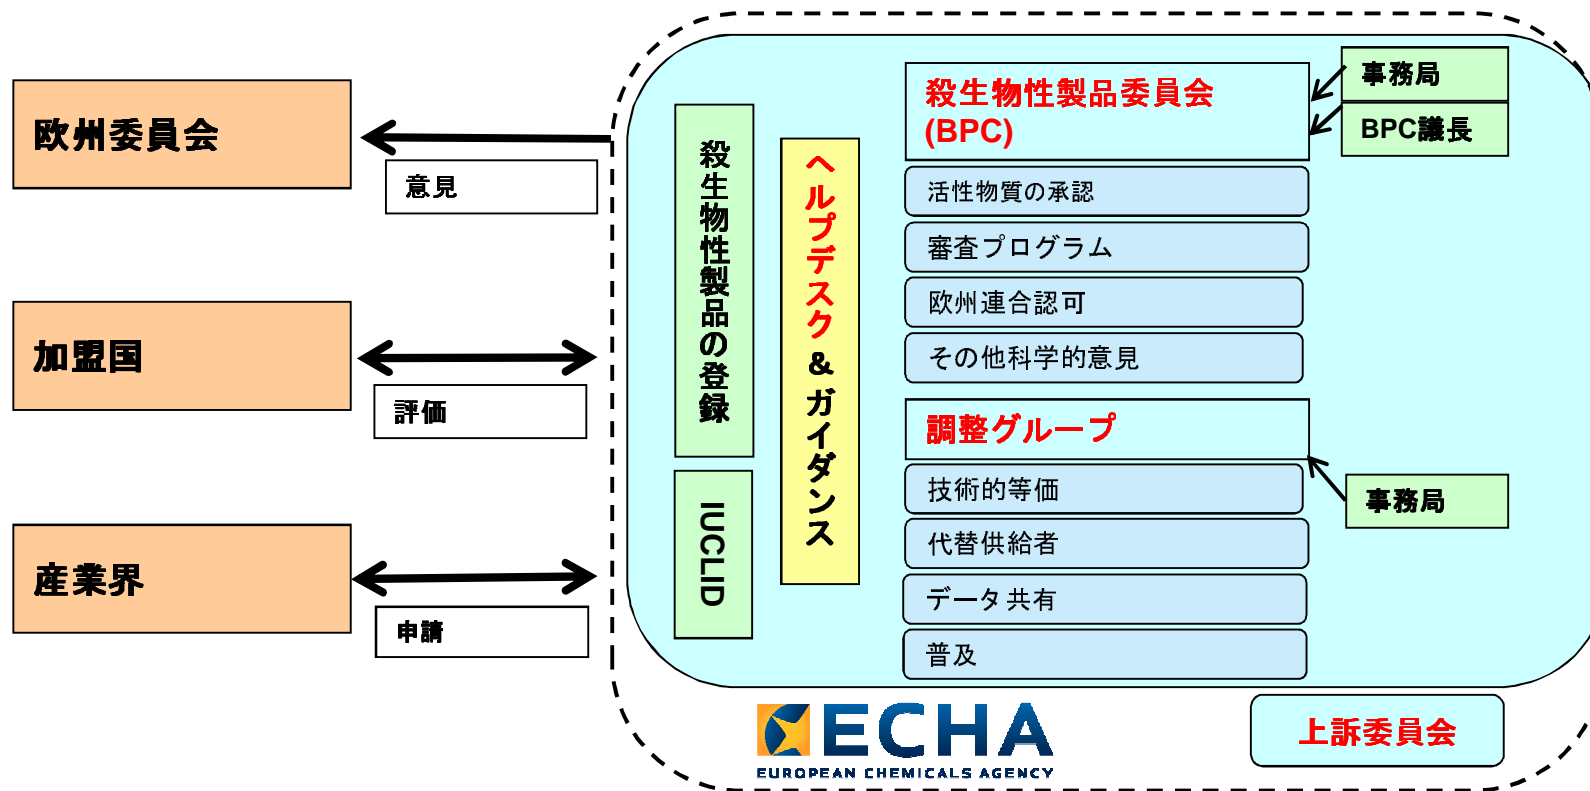 欧州委員会
意見
加盟国
評価
産業界
申請
殺生物性製品の登録
IUCLID
ヘルプデスク & ガイダンス
殺生物性製品委員会
(BPC)
事務局
BPC議長
活性物質の承認
審査プログラム
欧州連合認可
その他科学的意見
調整グループ
事務局
技術的等価
代替供給者
データ共有
普及
ECHA
EUROPEAN CHEMICALS AGENCY
上訴委員会